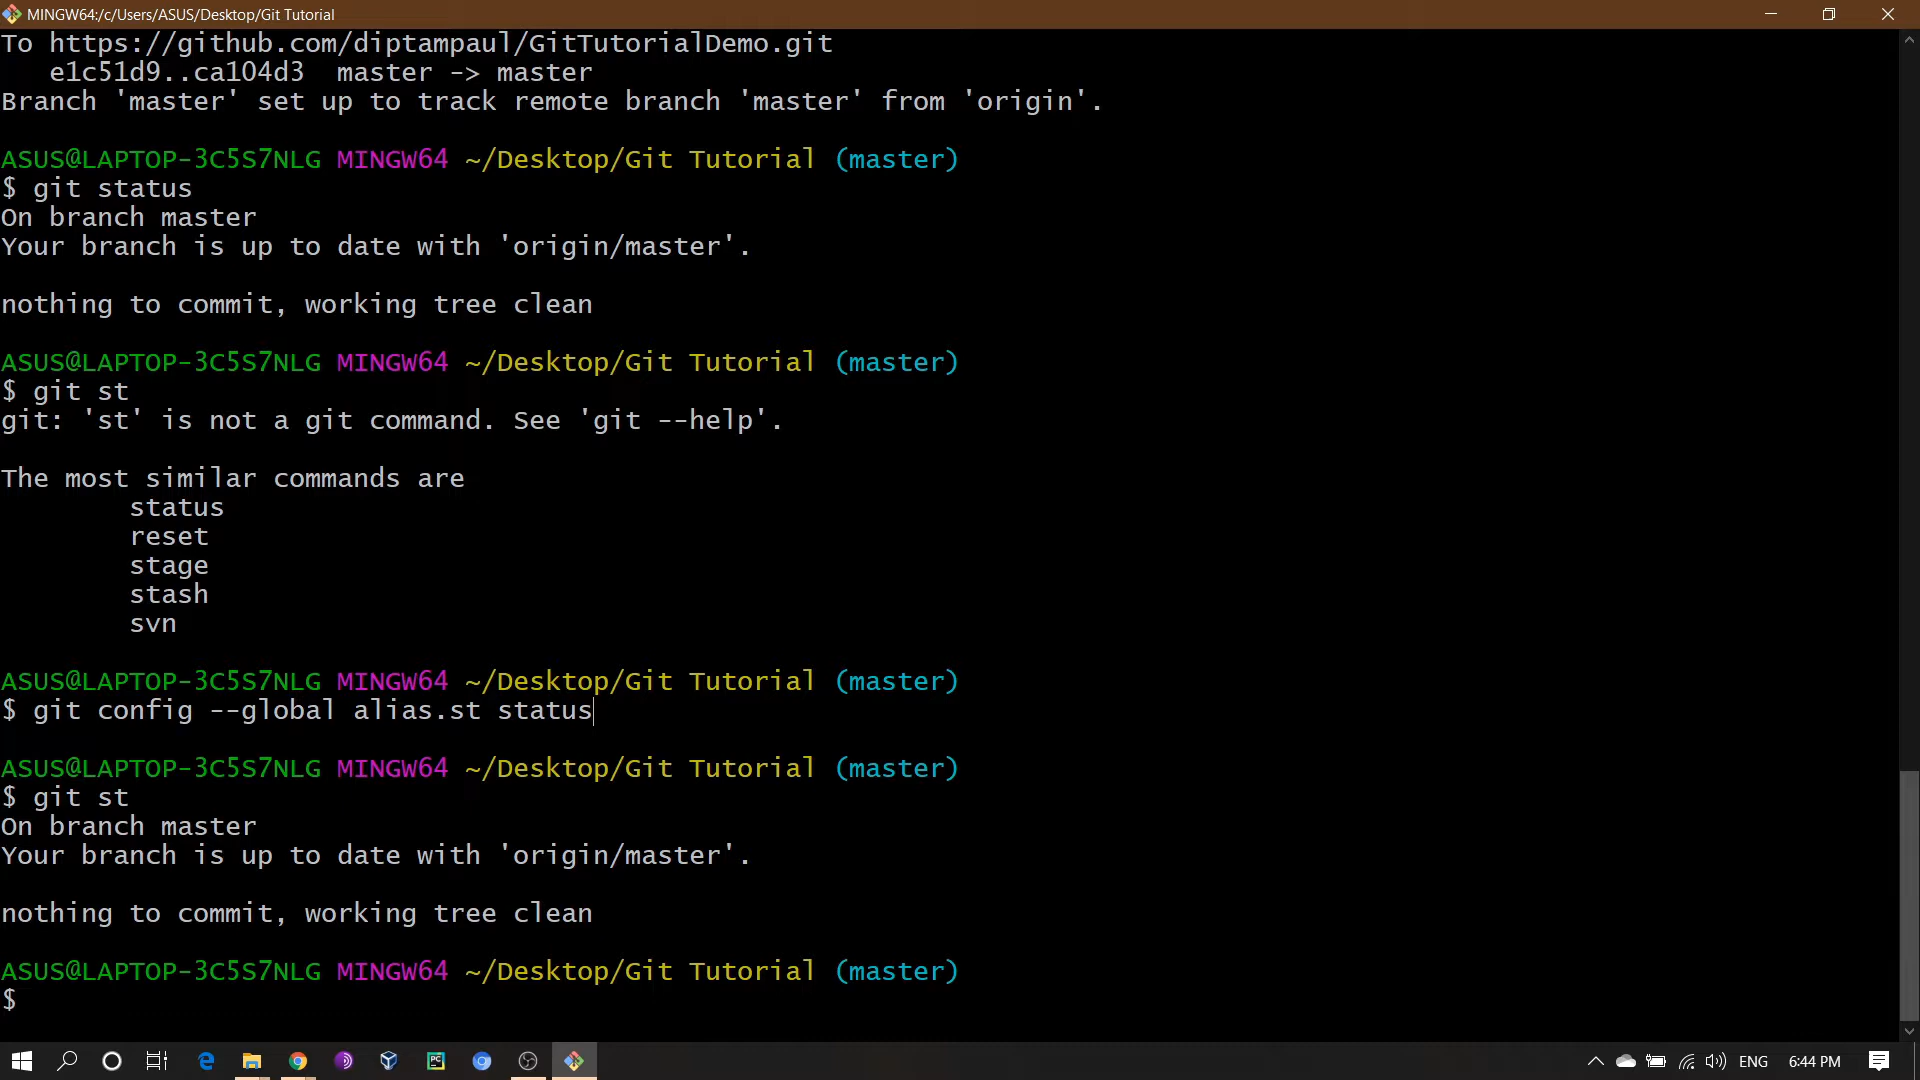 MINGW64:/c/Users/ASUS/Desktop/Git Tutorial
To https://github.com/diptampaul/GitTutorialDemo.git
e1c51d9..ca104d3  master -> master
Branch 'master' set up to track remote branch 'master' from 'origin'.
ASUS@LAPTOP-3C5S7NLG MINGW64 ~/Desktop/Git Tutorial (master)
$ git status
On branch master
Your branch is up to date with 'origin/master'.
nothing to commit, working tree clean
ASUS@LAPTOP-3C5S7NLG MINGW64 ~/Desktop/Git Tutorial (master)
$ git st
git: 'st' is not a git command. See 'git --help'.
The most similar commands are
status
reset
stage
stash
svn
ASUS@LAPTOP-3C5S7NLG MINGW64 ~/Desktop/Git Tutorial (master)
$ git config --global alias.st status
ASUS@LAPTOP-3C5S7NLG MINGW64 ~/Desktop/Git Tutorial (master)
$ git st
On branch master
Your branch is up to date with 'origin/master'.
nothing to commit, working tree clean
ASUS@LAPTOP-3C5S7NLG MINGW64 ~/Desktop/Git Tutorial (master)
$
PC
ENG
6:44 PM